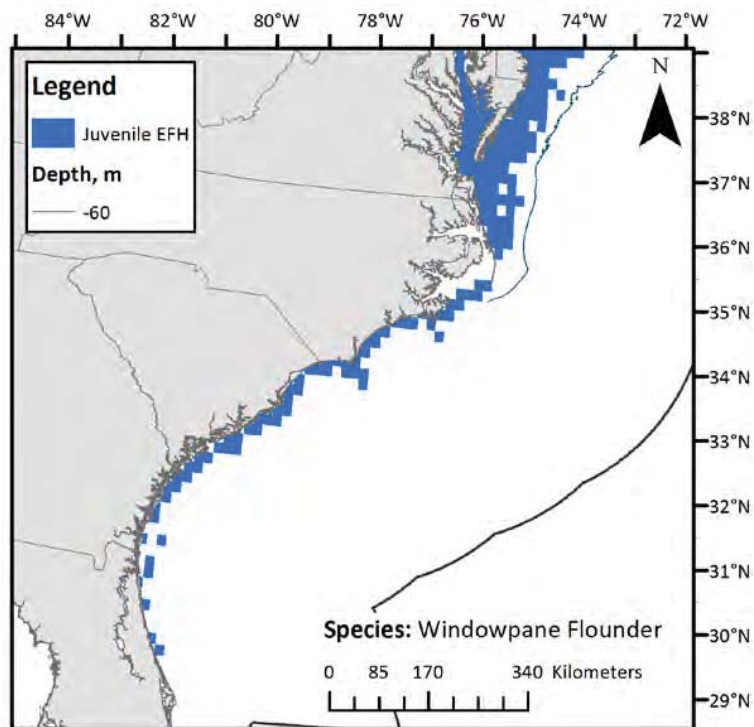 84°W 82°W 80°W 78°W 76°W 74°W 72°W
Legend
Juvenile EFH
Depth, m
-60
N
38°N
37°N
36°N
35°N
34°N
33°N
32°N
31°N
30°N
29°N
Species: Windowpane Flounder
0 85 170 340 Kilometers